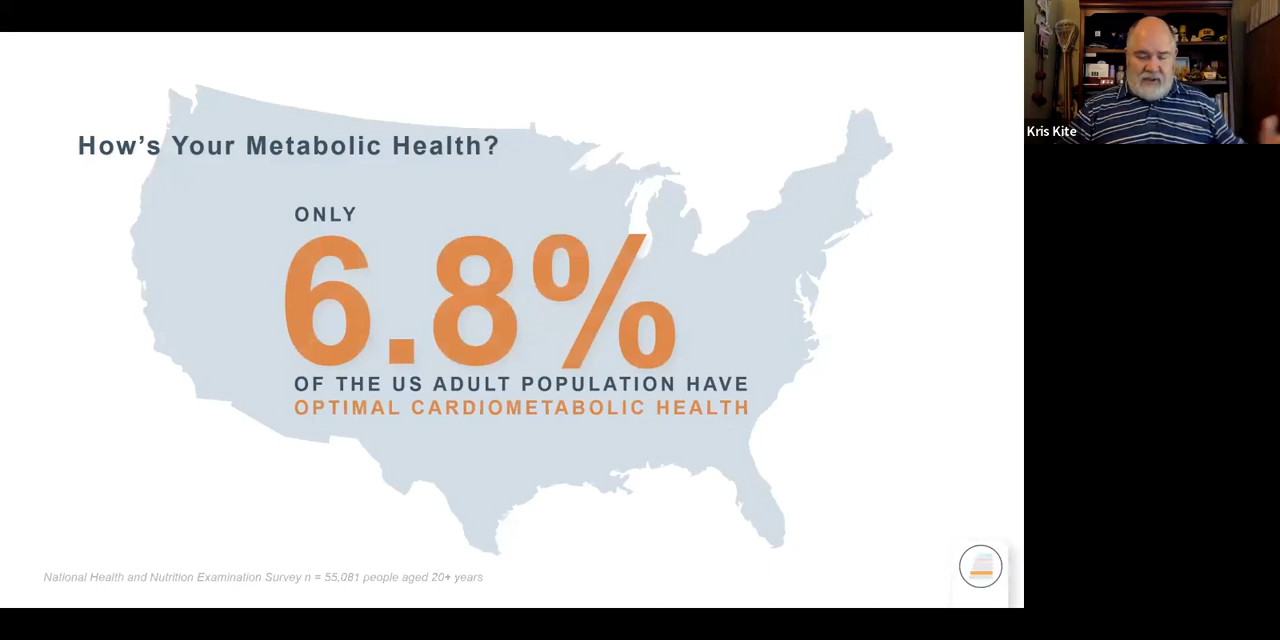 How's Your Metabolic Health?
ONLY
6.8%
OF THE US ADULT POPULATION HAVE
OPTIMAL CARDIOMETABOLIC HEALTH
National Health and Nutrition Examination Survey n = 55,081 people aged 20+ years
Kris Kite